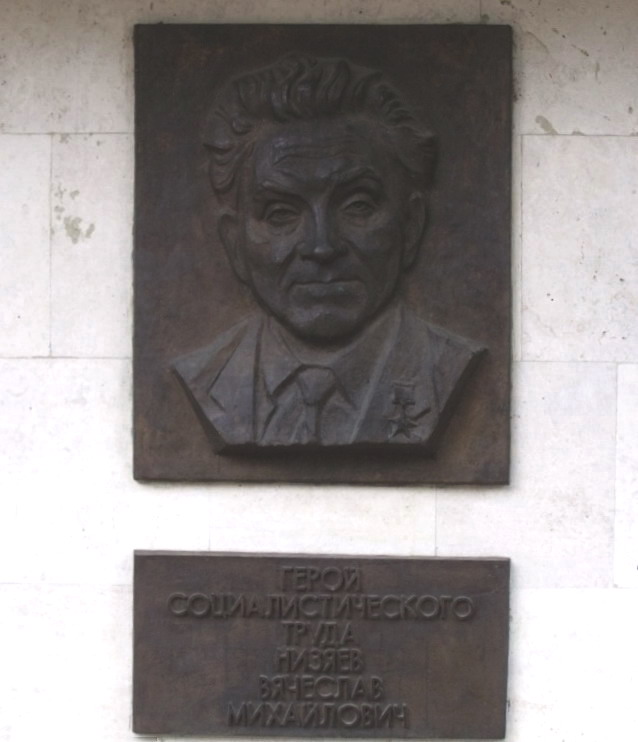 ГЕРОЙ
СОЦИАЛИСТИЧЕСКОГО
ТРУДА
НИЗЯЕВ
ВЯЧЕСЛАВ
МИХАЙЛОВИЧ